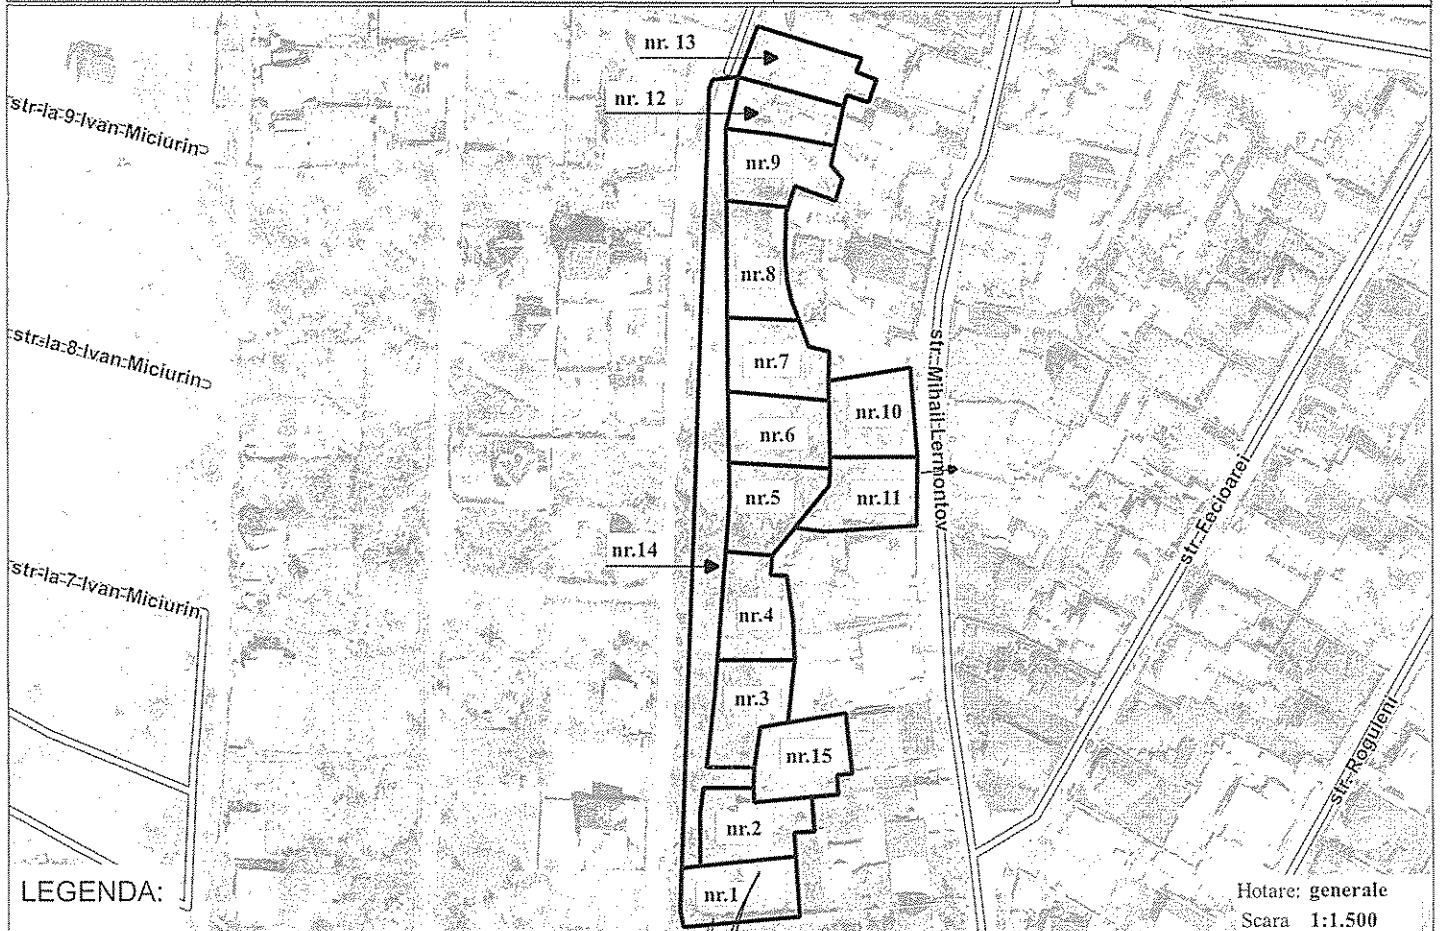 nr. 13
str-la-9-Ivan-Miciurin
nr. 12
nr.9
nr.8
str-la-8-Ivan-Miciurin
nr.7
str.-Mihail-Lermontov
nr.10
nr.6
nr.5
nr.11
str.-Fecioarei
nr.14
str-la-7-Ivan-Miciurin
nr.4
nr.3
nr.15
str.-Roguleni
nr.2
LEGENDA:
nr.1
Hotare: generale
Scara 1:1.500